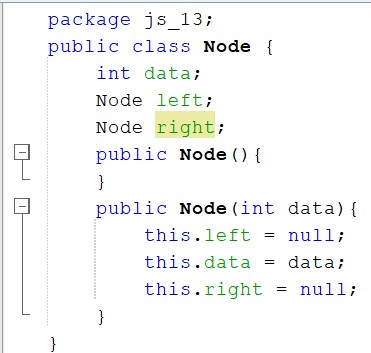 package js_13;
public class Node {
int data;
Node left;
Node right;
public Node(){
}
public Node(int data){
this.left = null;
this.data = data;
this.right = null;
}
}